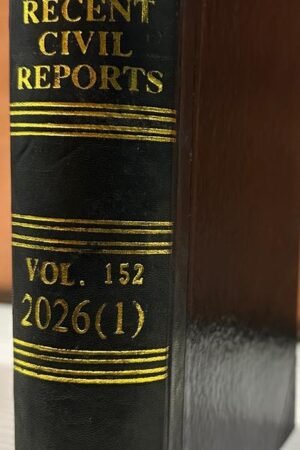 RECENT
CIVIL
REPORTS
VOL. 152
2026(1)